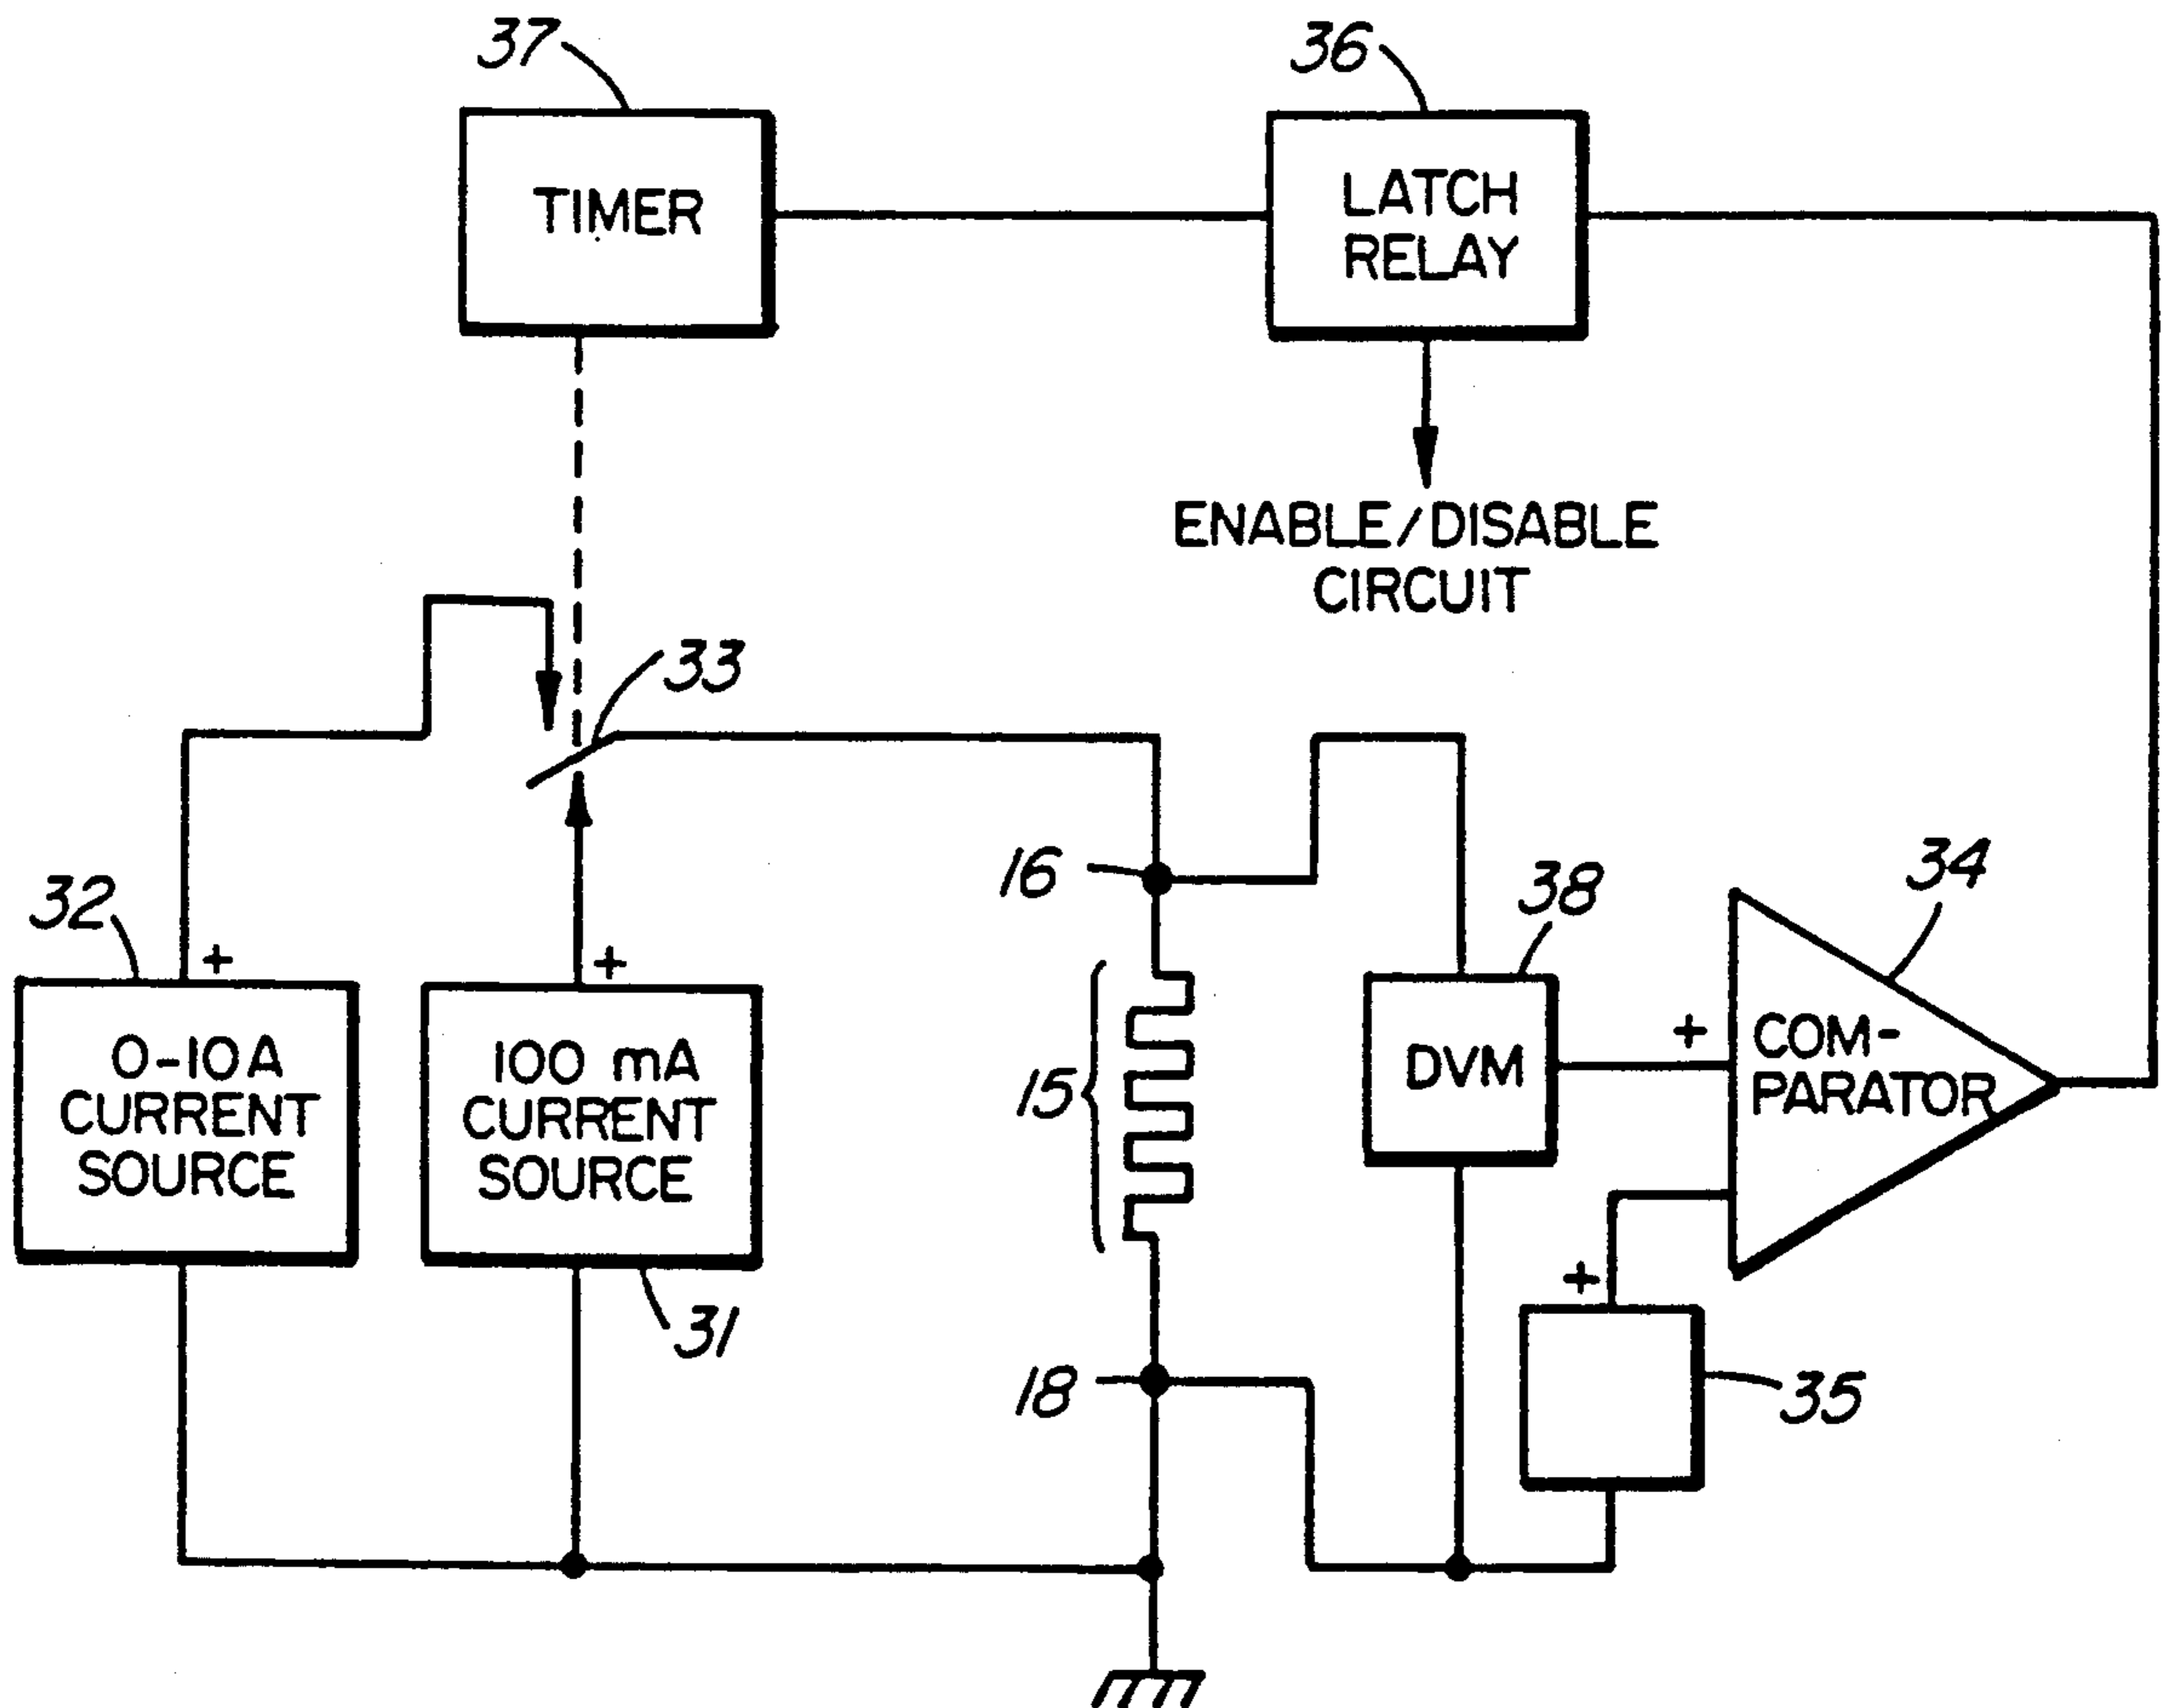 37
36
TIMER
LATCH
RELAY
ENABLE/DISABLE
CIRCUIT
33
16
32
38
34
+
+
0-10A
CURRENT
SOURCE
100 mA
CURRENT
SOURCE
15
DVM
+
COM-
PARATOR
+
31
18
35